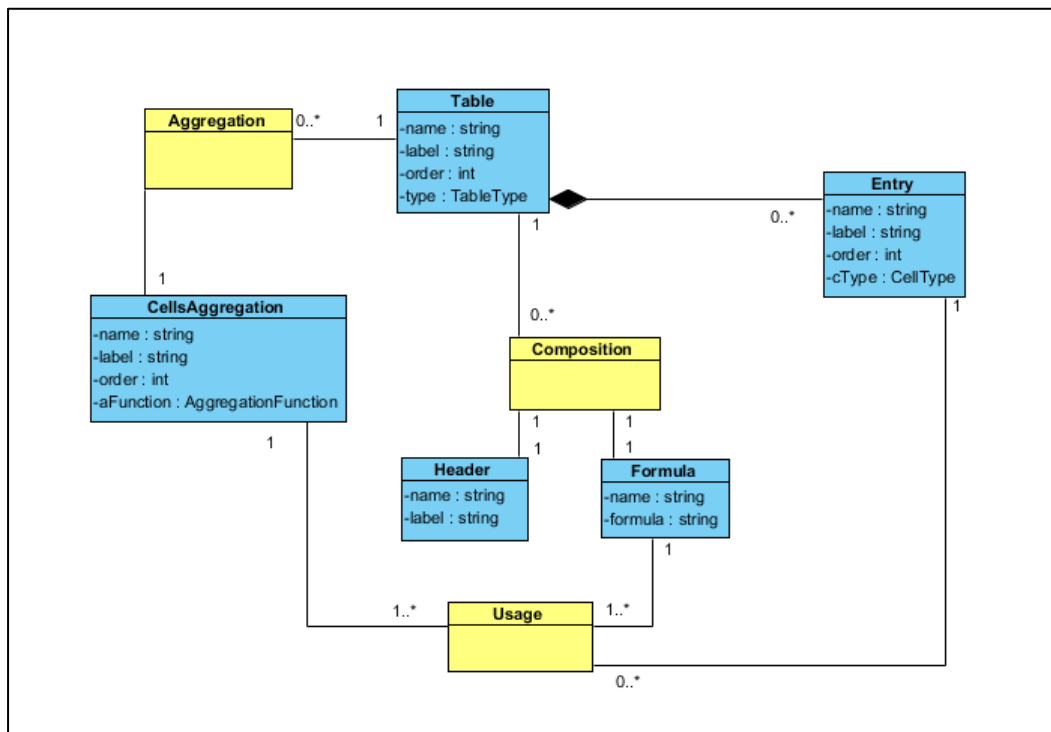 Table
-name : string
-label : string
-order : int
-type : TableType
Aggregation
0..*
1
Entry
-name : string
-label : string
-order : int
-cType : CellType
1
0..*
1
1
CellsAggregation
-name : string
-label : string
-order : int
-aFunction : AggregationFunction
0..*
Composition
1
1
1
1
1
Header
-name : string
-label : string
Formula
-name : string
-formula : string
1
1..*
Usage
1..*
0..*